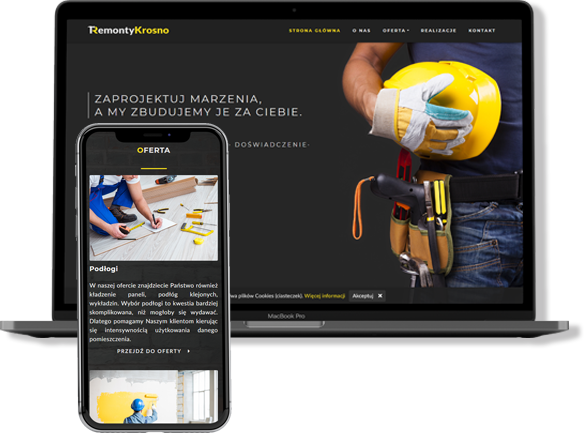 RemontyKrosno
STRONA GŁÓWNA
O NAS
OFERTA
REALIZACJE
KONTAKT
ZAPROJEKTUJ MARZENIA,
A MY ZBUDUJEMY JE ZA CIEBIE.
DOŚWIADCZENIE-
plików Cookies (ciasteczek). Więcej informacji
Akceptuj ✖
MacBook Pro
OFERTA
Podłogi
W naszej ofercie znajdziecie Państwo również
kładzenie paneli, podłóg klejonych,
wykładzin. Wybór podłogi to kwestia bardziej
skomplikowana, niż mogłoby się wydawać.
Dlatego pomagamy Naszym klientom kierując
się intensywnością użytkowania danego
pomieszczenia.
PRZEJDŹ DO OFERTY